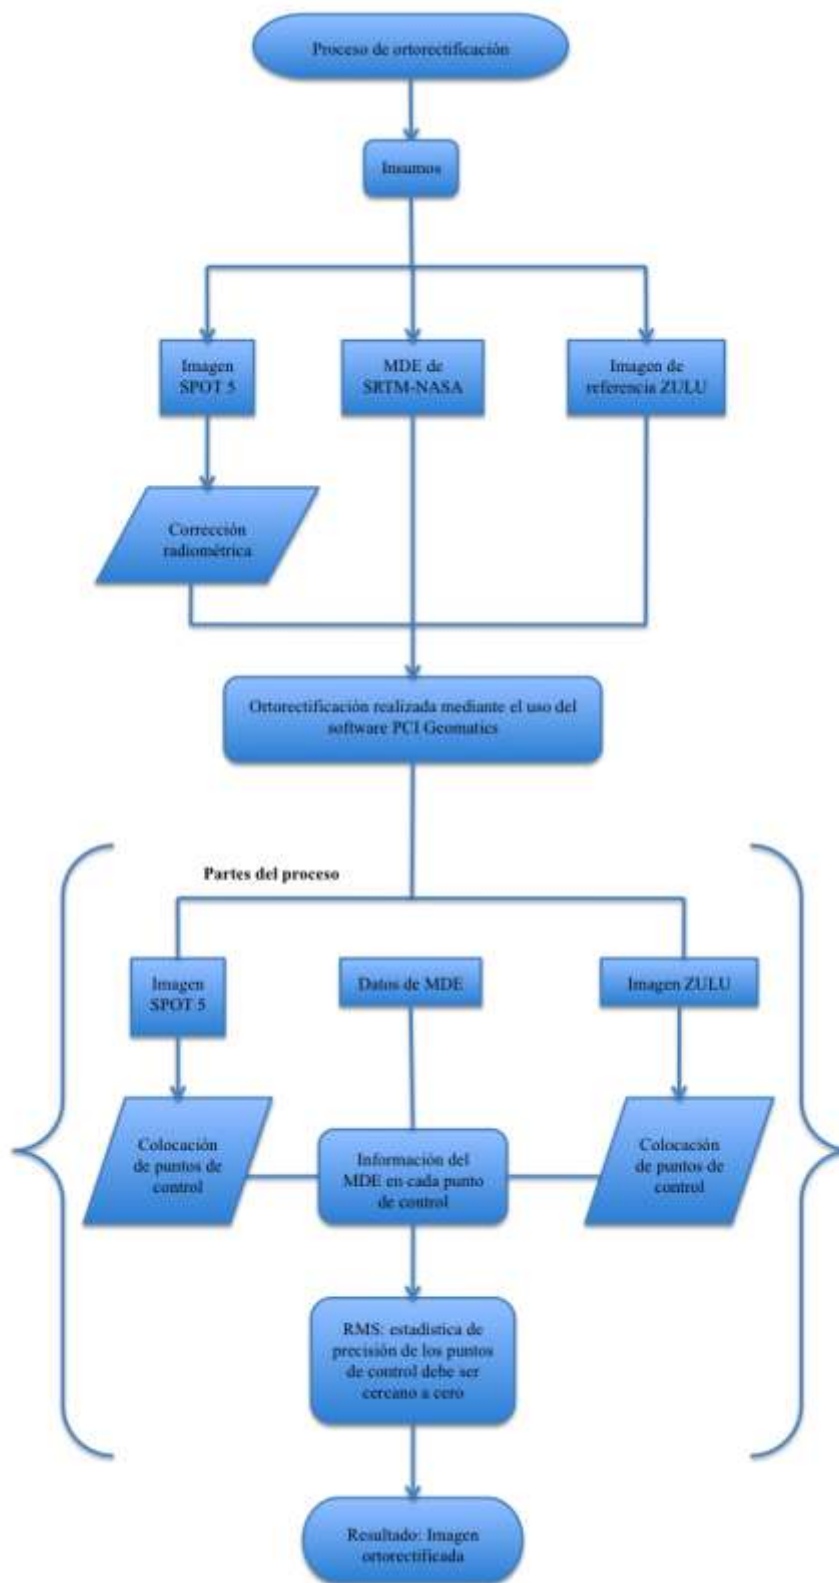 Proceso de ortorectificación
Insumos
Imagen
SPOT 5
MDE de
SRTM-NASA
Imagen de
referencia ZULU
Corrección
radiométrica
Ortorectificación realizada mediante el uso del
software PCI Geomatics
Partes del proceso
Imagen
SPOT 5
Datos de MDE
Imagen ZULU
Colocación
de puntos de
control
Información del
MDE en cada punto
de control
Colocación
de puntos de
control
RMS: estadística de
precisión de los puntos
de control debe ser
cercano a cero
Resultado: Imagen
ortorectificada